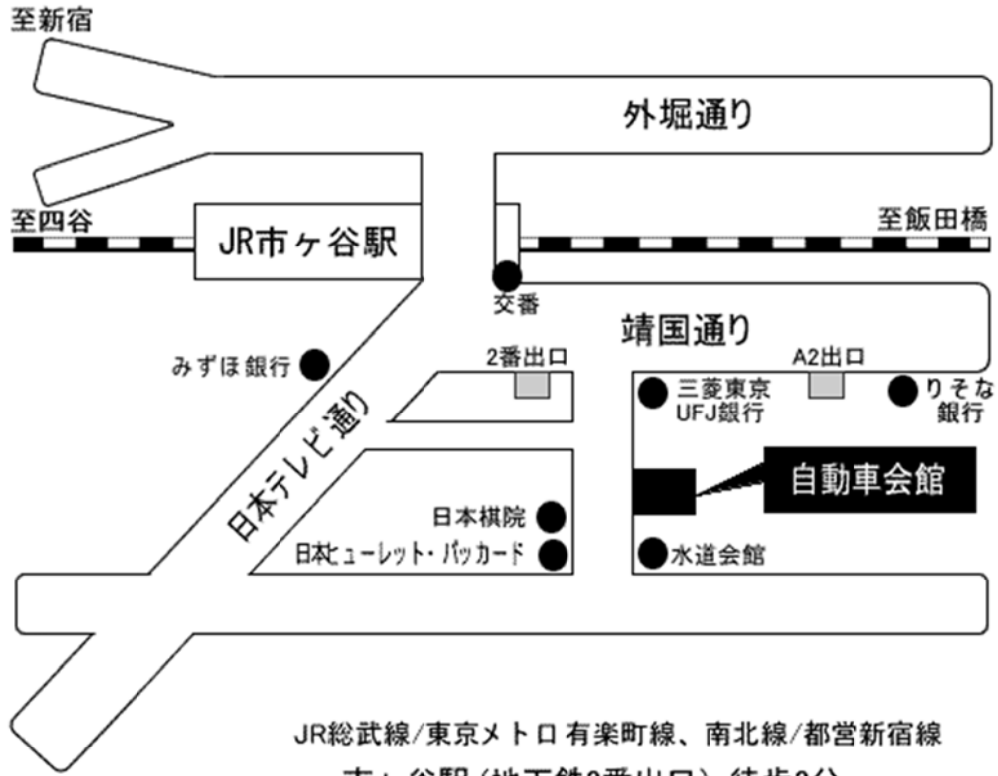 至新宿
外堀通り
至四谷
至飯田橋
JR市ヶ谷駅
交番
靖国通り
みずほ銀行
2番出口
A2出口
三菱東京
UFJ銀行
りそな
銀行
日本テレビ通り
自動車会館
日本棋院
日本ヒューレット・パッカード
水道会館
JR総武線/東京メトロ有楽町線、南北線/都営新宿線